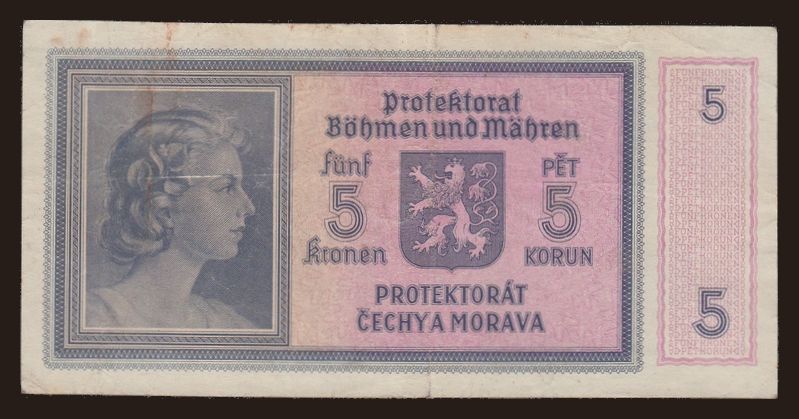 Protektorat
Böhmen und Mähren
fünf PĚT
5 5
Kronen KORUN
PROTEKTORÁT
ČECHY A MORAVA
5
5